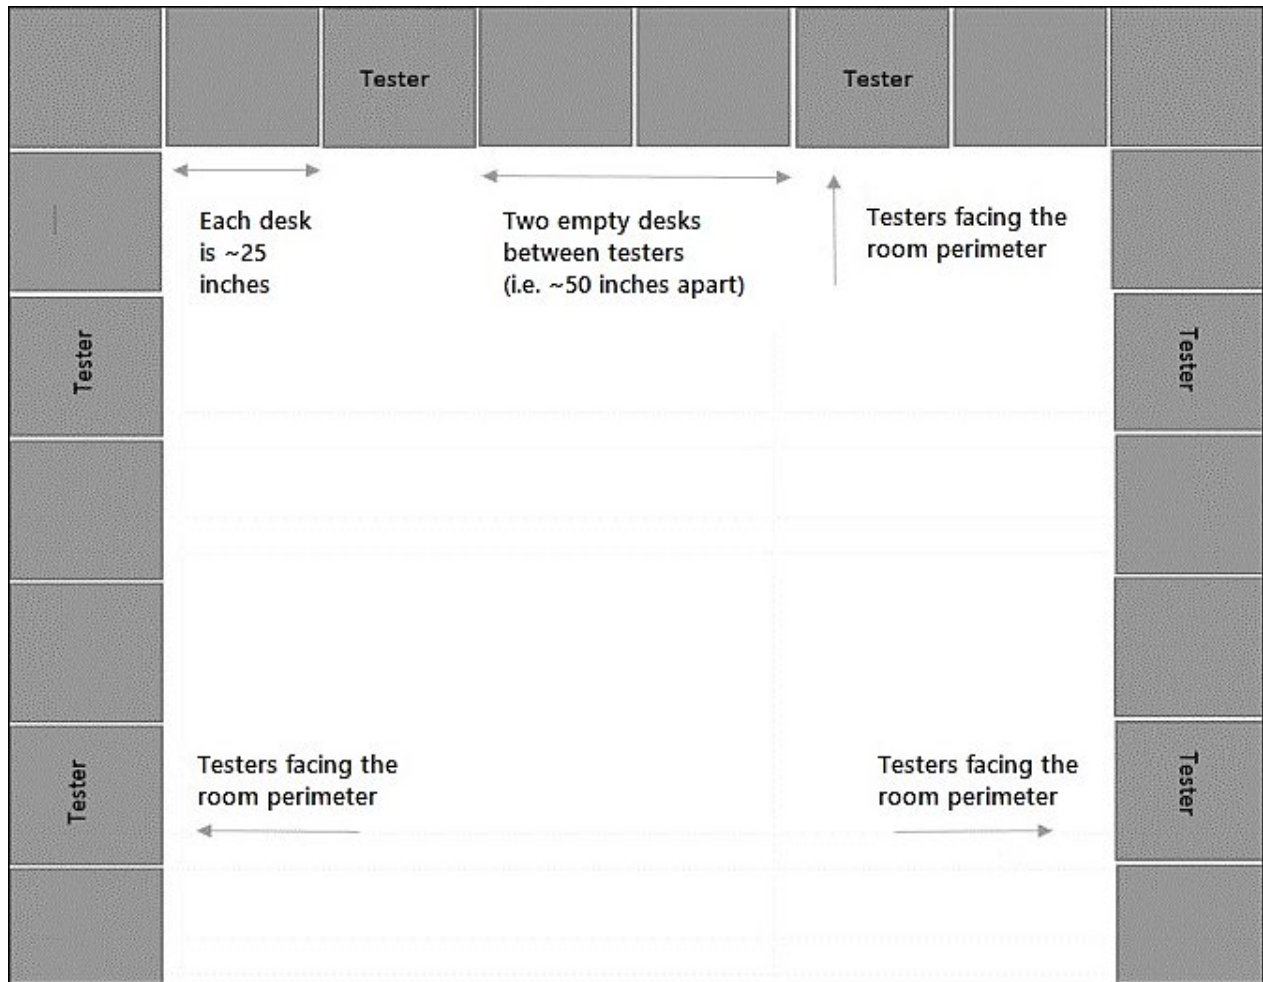 Tester
Tester
Each desk
is ~25
inches
Two empty desks
between testers
(i.e. ~50 inches apart)
Testers facing the
room perimeter
Tester
Tester
Testers facing the
room perimeter
Testers facing the
room perimeter
Tester
Tester